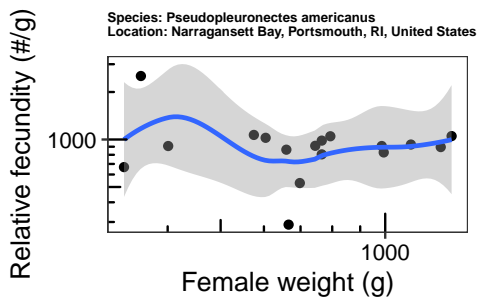 Species: Pseudopleuronectes americanus
Location: Narragansett Bay, Portsmouth, RI, United States
Relative fecundity (#/g)
1000
1000
Female weight (g)